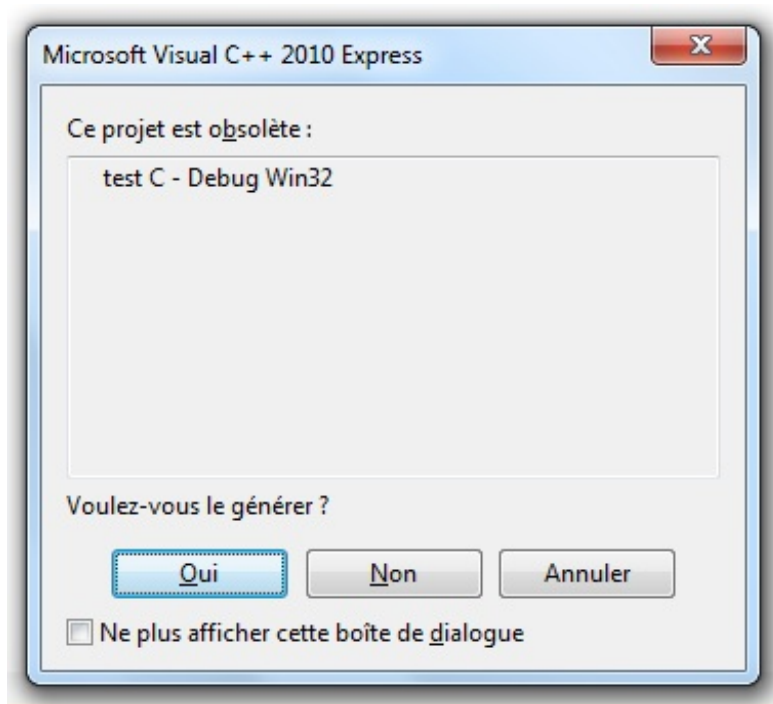 Microsoft Visual C++ 2010 Express
Ce projet est obsolète :
test C - Debug Win32
Voulez-vous le générer ?
Oui Non Annuler
Ne plus afficher cette boîte de dialogue